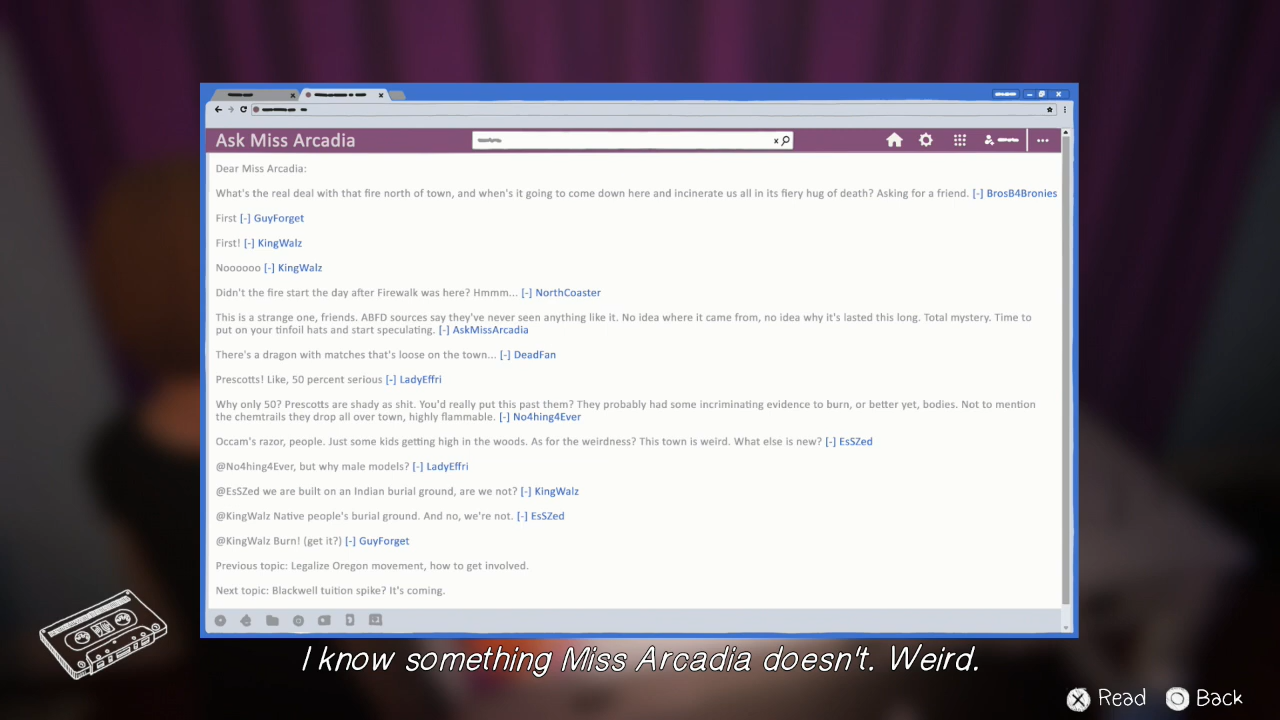 Ask Miss Arcadia
Dear Miss Arcadia:
What's the real deal with that fire north of town, and when's it going to come down here and incinerate us all in its fiery hug of death? Asking for a friend. [-] BrosB4Bronies
First [-] GuyForget
First! [-] KingWalz
Noooooo [-] KingWalz
Didn't the fire start the day after Firewalk was here? Hmmm... [-] NorthCoaster
This is a strange one, friends. ABFD sources say they've never seen anything like it. No idea where it came from, no idea why it's lasted this long. Total mystery. Time to
put on your tinfoil hats and start speculating. [-] AskMissArcadia
There's a dragon with matches that's loose on the town... [-] DeadFan
Prescotts! Like, 50 percent serious [-] LadyEffri
Why only 50? Prescotts are shady as shit. You'd really put this past them? They probably had some incriminating evidence to burn, or better yet, bodies. Not to mention
the chemtrails they drop all over town, highly flammable. [-] No4hing4Ever
Occam's razor, people. Just some kids getting high in the woods. As for the weirdness? This town is weird. What else is new? [-] EsSZed
@No4hing4Ever, but why male models? [-] LadyEffri
@EsSZed we are built on an Indian burial ground, are we not? [-] KingWalz
@KingWalz Native people's burial ground. And no, we're not. [-] EsSZed
@KingWalz Burn! (get it?) [-] GuyForget
Previous topic: Legalize Oregon movement, how to get involved.
Next topic: Blackwell tuition spike? It's coming.
I know something Miss Arcadia doesn't. Weird.
Read Back